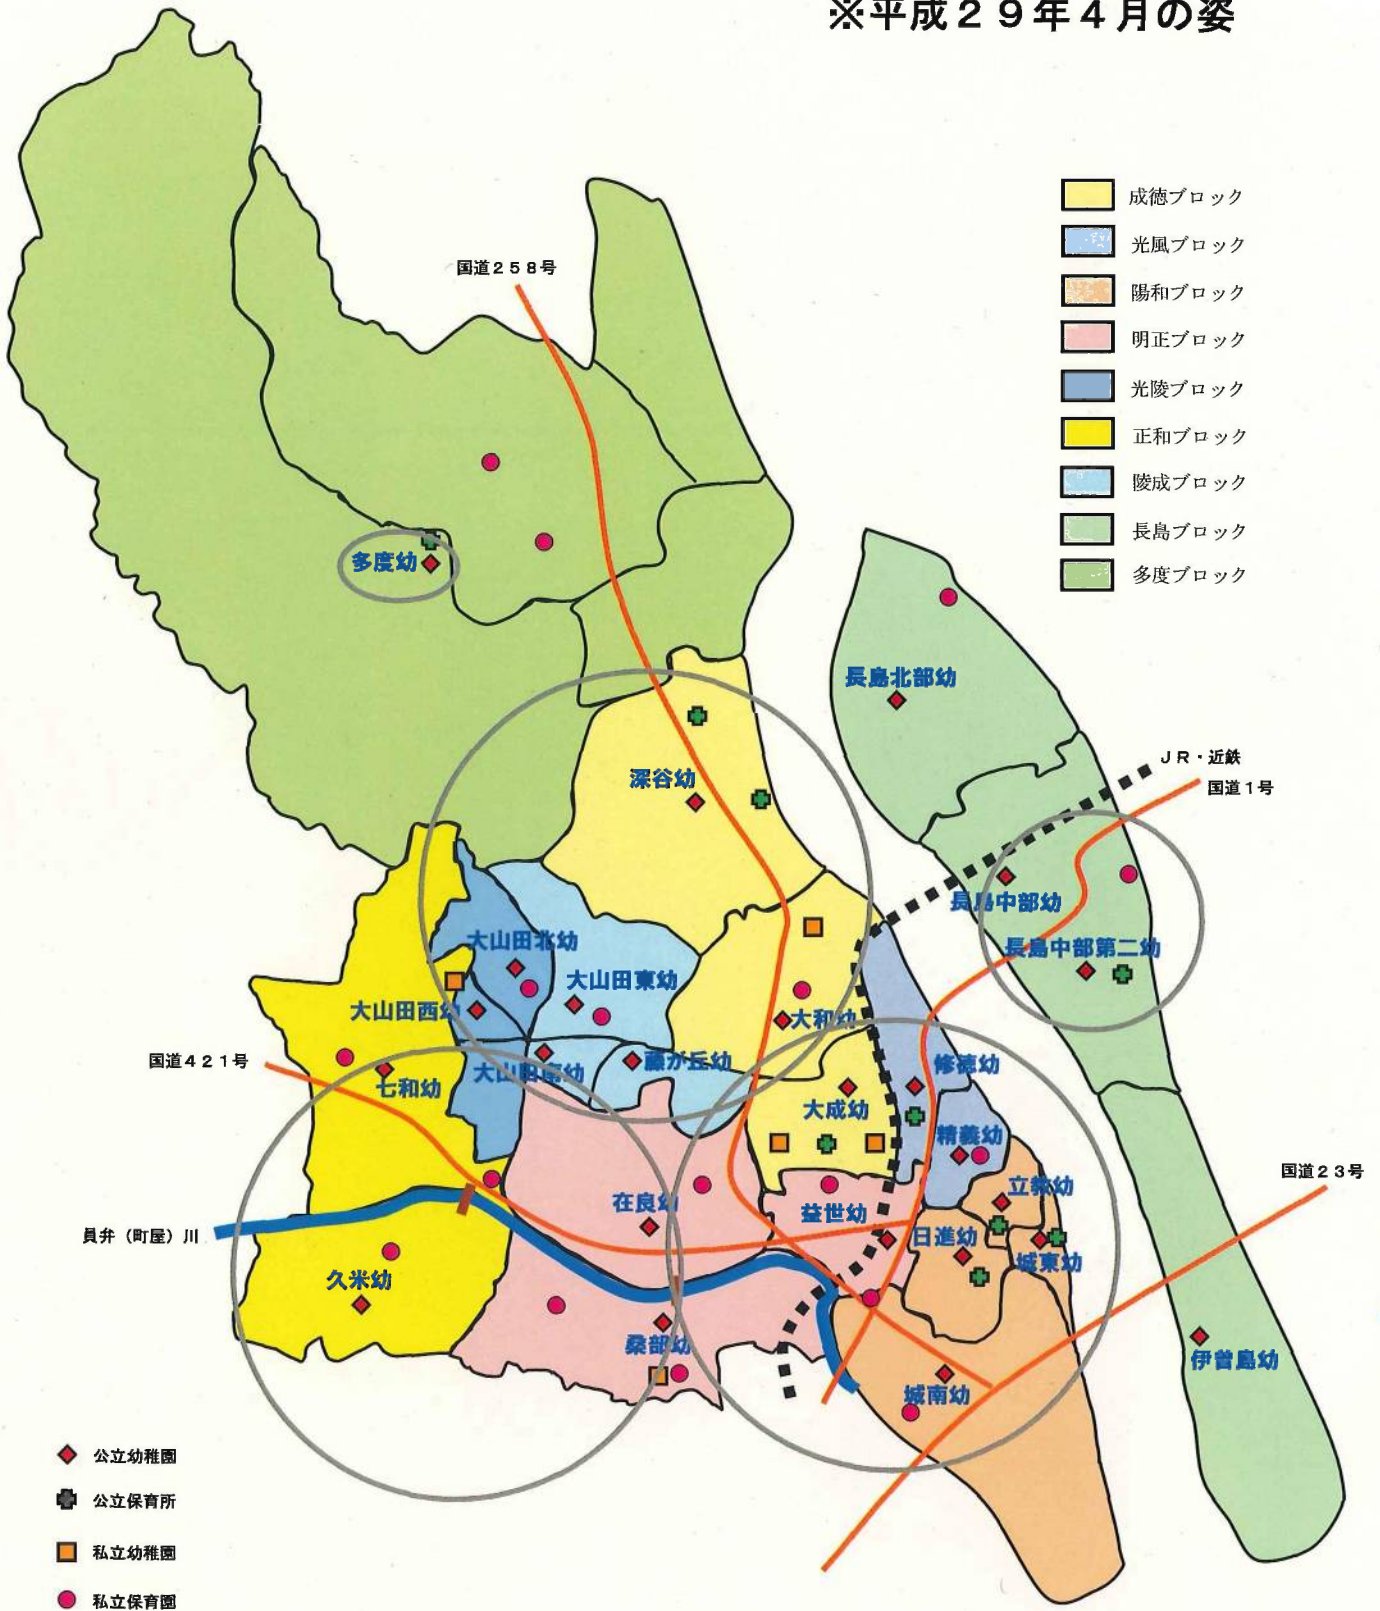 ※平成２９年４月の姿
成徳ブロック
光風ブロック
陽和ブロック
明正ブロック
光陵ブロック
正和ブロック
陵成ブロック
長島ブロック
多度ブロック
国道２５８号
多度幼
長島北部幼
ＪＲ・近鉄
国道１号
深谷幼
長島中部幼
長島中部第二幼
大山田北幼
大山田東幼
大山田西幼
大和幼
国道４２１号
七和幼
大山田南幼
藤が丘幼
修徳幼
大成幼
精義幼
国道２３号
立教幼
在良幼
益世幼
員弁（町屋）川
日進幼
城東幼
久米幼
桑部幼
伊曽島幼
城南幼
公立幼稚園
公立保育所
私立幼稚園
私立保育園